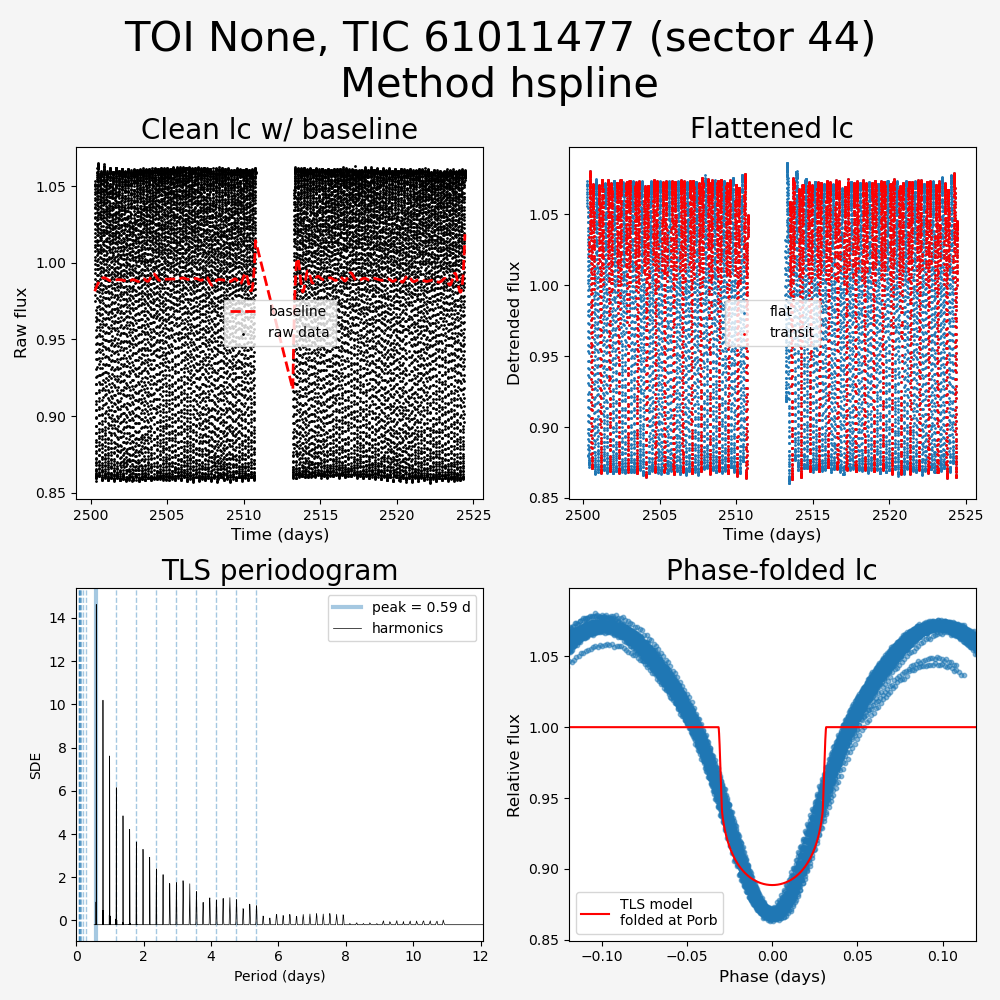 TOI None, TIC 61011477 (sector 44)
Method hspline
Clean lc w/ baseline
Raw flux
1.05
1.00
0.95
0.90
0.85
baseline
raw data
2500
2505
2510
2515
2520
2525
Time (days)
Flattened lc
Detrended flux
1.05
1.00
0.95
0.90
0.85
flat
transit
2500
2505
2510
2515
2520
2525
Time (days)
TLS periodogram
SDE
14
12
10
8
6
4
2
0
peak = 0.59 d
harmonics
0
2
4
6
8
10
12
Period (days)
Phase-folded lc
Relative flux
1.05
1.00
0.95
0.90
0.85
TLS model
folded at Porb
−0.10
−0.05
0.00
0.05
0.10
Phase (days)